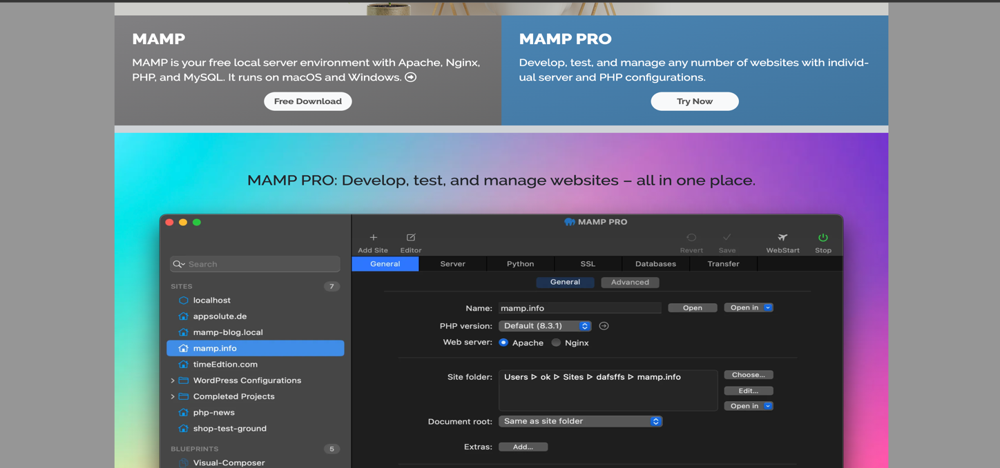 MAMP
MAMP is your free local server environment with Apache, Nginx,
PHP, and MySQL. It runs on macOS and Windows.
Free Download
MAMP PRO
Develop, test, and manage any number of websites with individ-
ual server and PHP configurations.
Try Now
MAMP PRO: Develop, test, and manage websites – all in one place.
MAMP PRO
Add Site
Editor
Revert
Save
WebStart
Stop
Search
SITES 7
localhost
appsolute.de
mamp-blog.local
mamp.info
timeEdtion.com
WordPress Configurations
Completed Projects
php-news
shop-test-ground
BLUEPRINTS 5
Visual-Composer
General Server Python SSL Databases Transfer
General Advanced
Name: mamp.info Open Open in
PHP version: Default (8.3.1)
Web server: Apache Nginx
Site folder: Users ▷ ok ▷ Sites ▷ dafsffs ▷ mamp.info Choose...
Edit...
Open in
Document root: Same as site folder
Extras: Add...